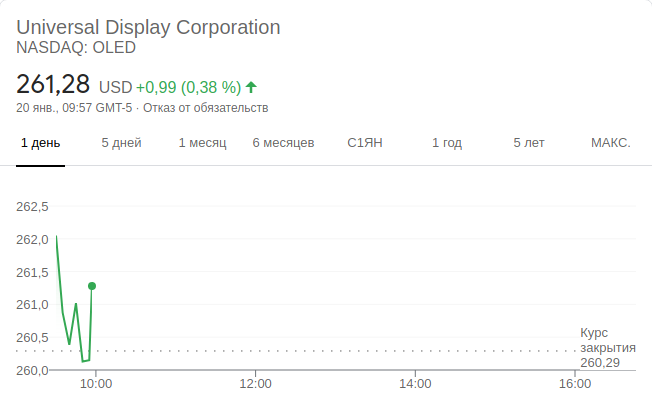 Universal Display Corporation
NASDAQ: OLED
261,28 USD +0,99 (0,38 %)
20 янв., 09:57 GMT-5 · Отказ от обязательств
1 день 5 дней 1 месяц 6 месяцев С1ЯН 1 год 5 лет МАКС.
262,5
262,0
261,5
261,0
260,5
260,0
Курс
закрытия
260,29
10:00 12:00 14:00 16:00